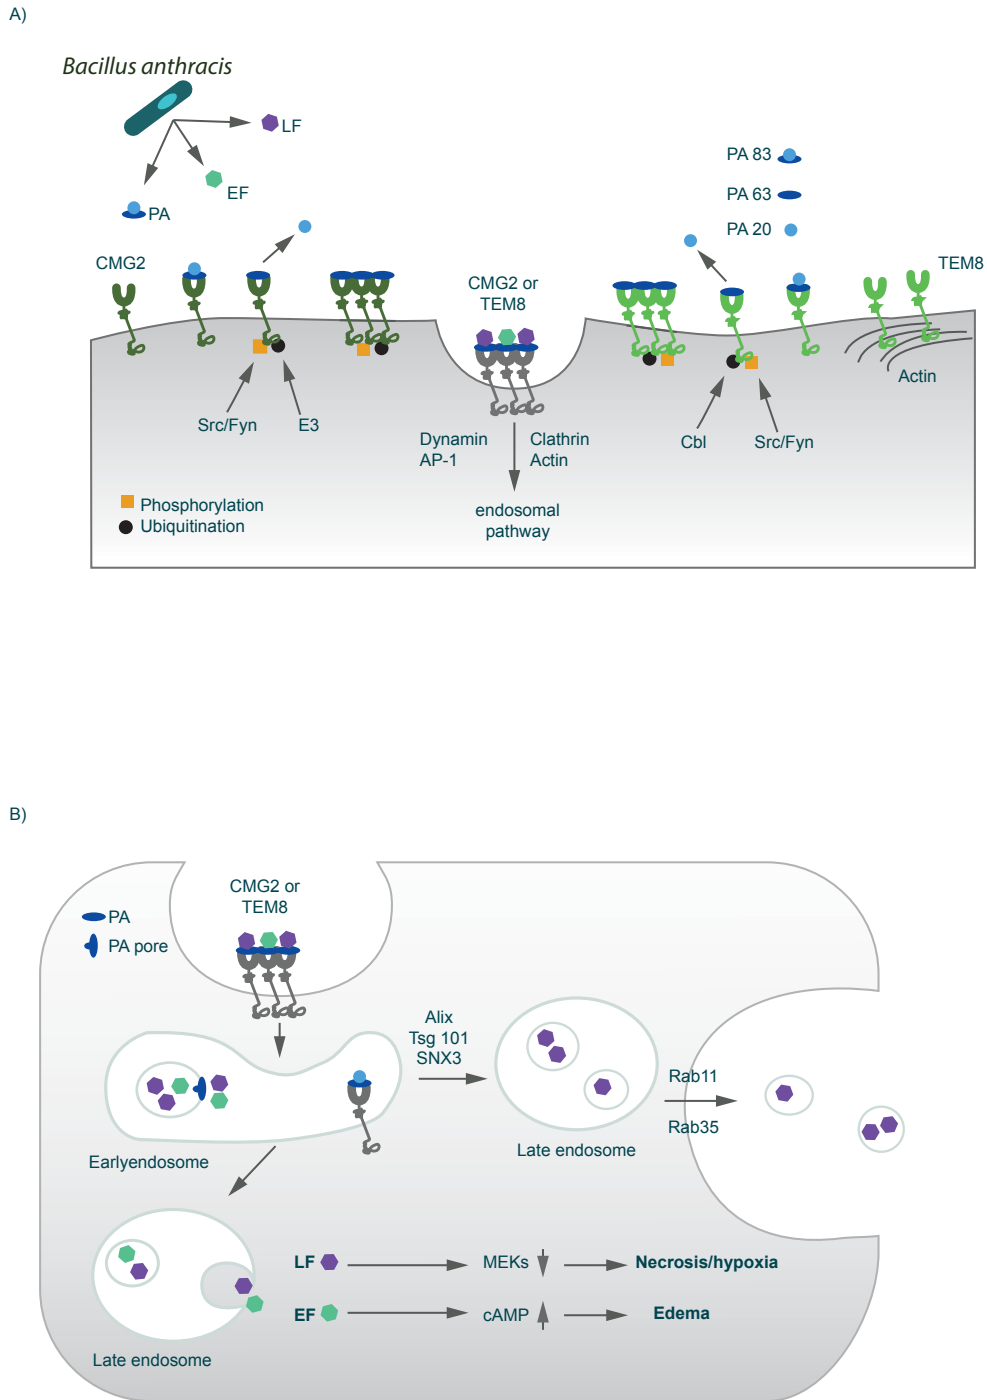 A)
Bacillus anthracis
LF
EF
PA
PA 83
PA 63
PA 20
CMG2
CMG2 or
TEM8
TEM8
Actin
Src/Fyn
E3
Dynamin
AP-1
Clathrin
Actin
Cbl
Src/Fyn
endosomal
pathway
Phosphorylation
Ubiquitination
B)
CMG2 or
TEM8
PA
PA pore
Alix
Tsg 101
SNX3
Rab11
Rab35
Earlyendosome
Late endosome
LF
MEKs
Necrosis/hypoxia
EF
cAMP
Edema
Late endosome